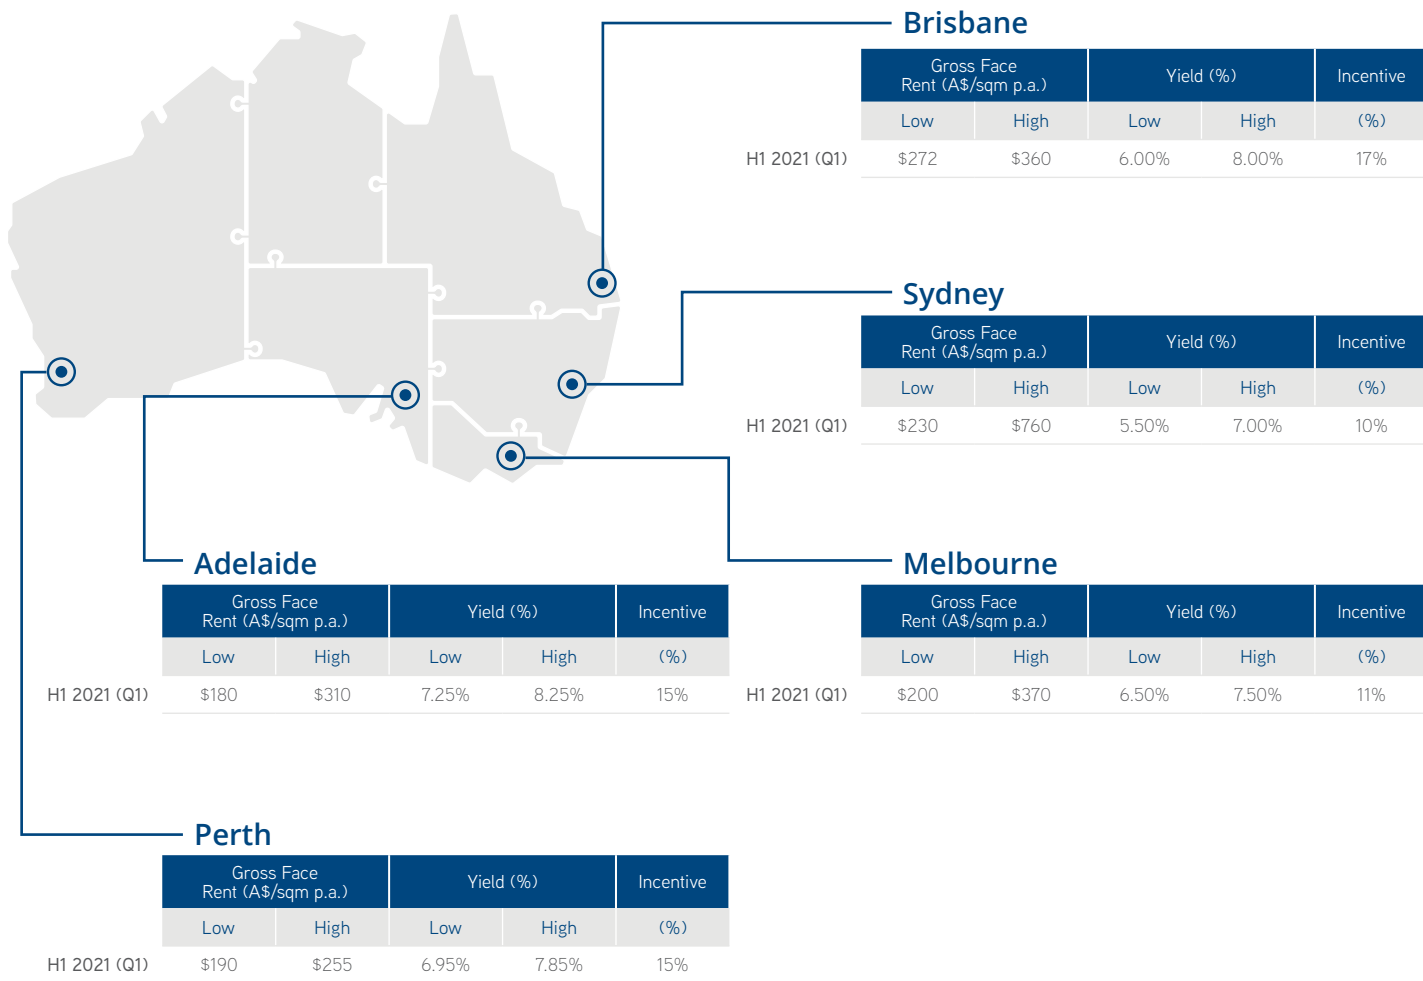 Brisbane
Gross Face
Rent (A$/sqm p.a.) Yield (%) Incentive
Low High Low High (%)
H1 2021 (Q1) $272 $360 6.00% 8.00% 17%
Sydney
Gross Face
Rent (A$/sqm p.a.) Yield (%) Incentive
Low High Low High (%)
H1 2021 (Q1) $230 $760 5.50% 7.00% 10%
Adelaide
Gross Face
Rent (A$/sqm p.a.) Yield (%) Incentive
Low High Low High (%)
H1 2021 (Q1) $180 $310 7.25% 8.25% 15%
Melbourne
Gross Face
Rent (A$/sqm p.a.) Yield (%) Incentive
Low High Low High (%)
H1 2021 (Q1) $200 $370 6.50% 7.50% 11%
Perth
Gross Face
Rent (A$/sqm p.a.) Yield (%) Incentive
Low High Low High (%)
H1 2021 (Q1) $190 $255 6.95% 7.85% 15%